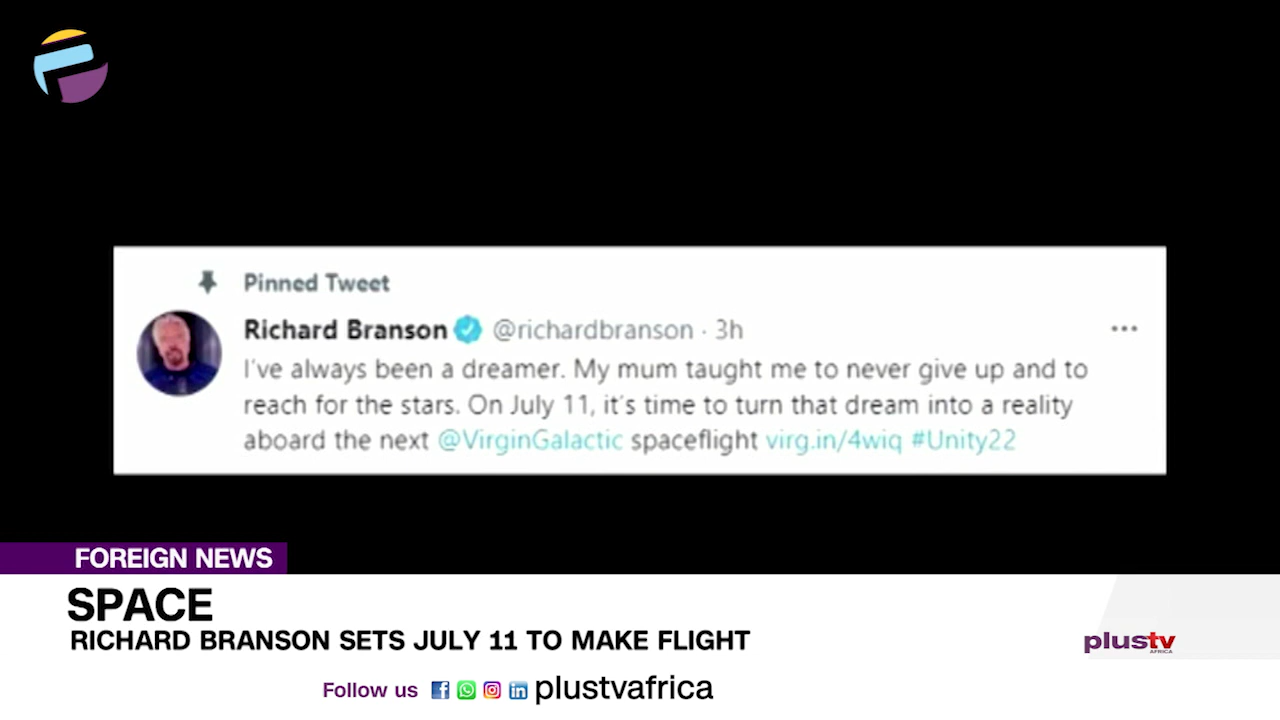 Pinned Tweet
Richard Branson @richardbranson · 3h
I've always been a dreamer. My mum taught me to never give up and to
reach for the stars. On July 11, it's time to turn that dream into a reality
aboard the next @VirginGalactic spaceflight virg.in/4wiq #Unity22
FOREIGN NEWS
SPACE
RICHARD BRANSON SETS JULY 11 TO MAKE FLIGHT
plustv
AFRICA
Follow us plustvafrica